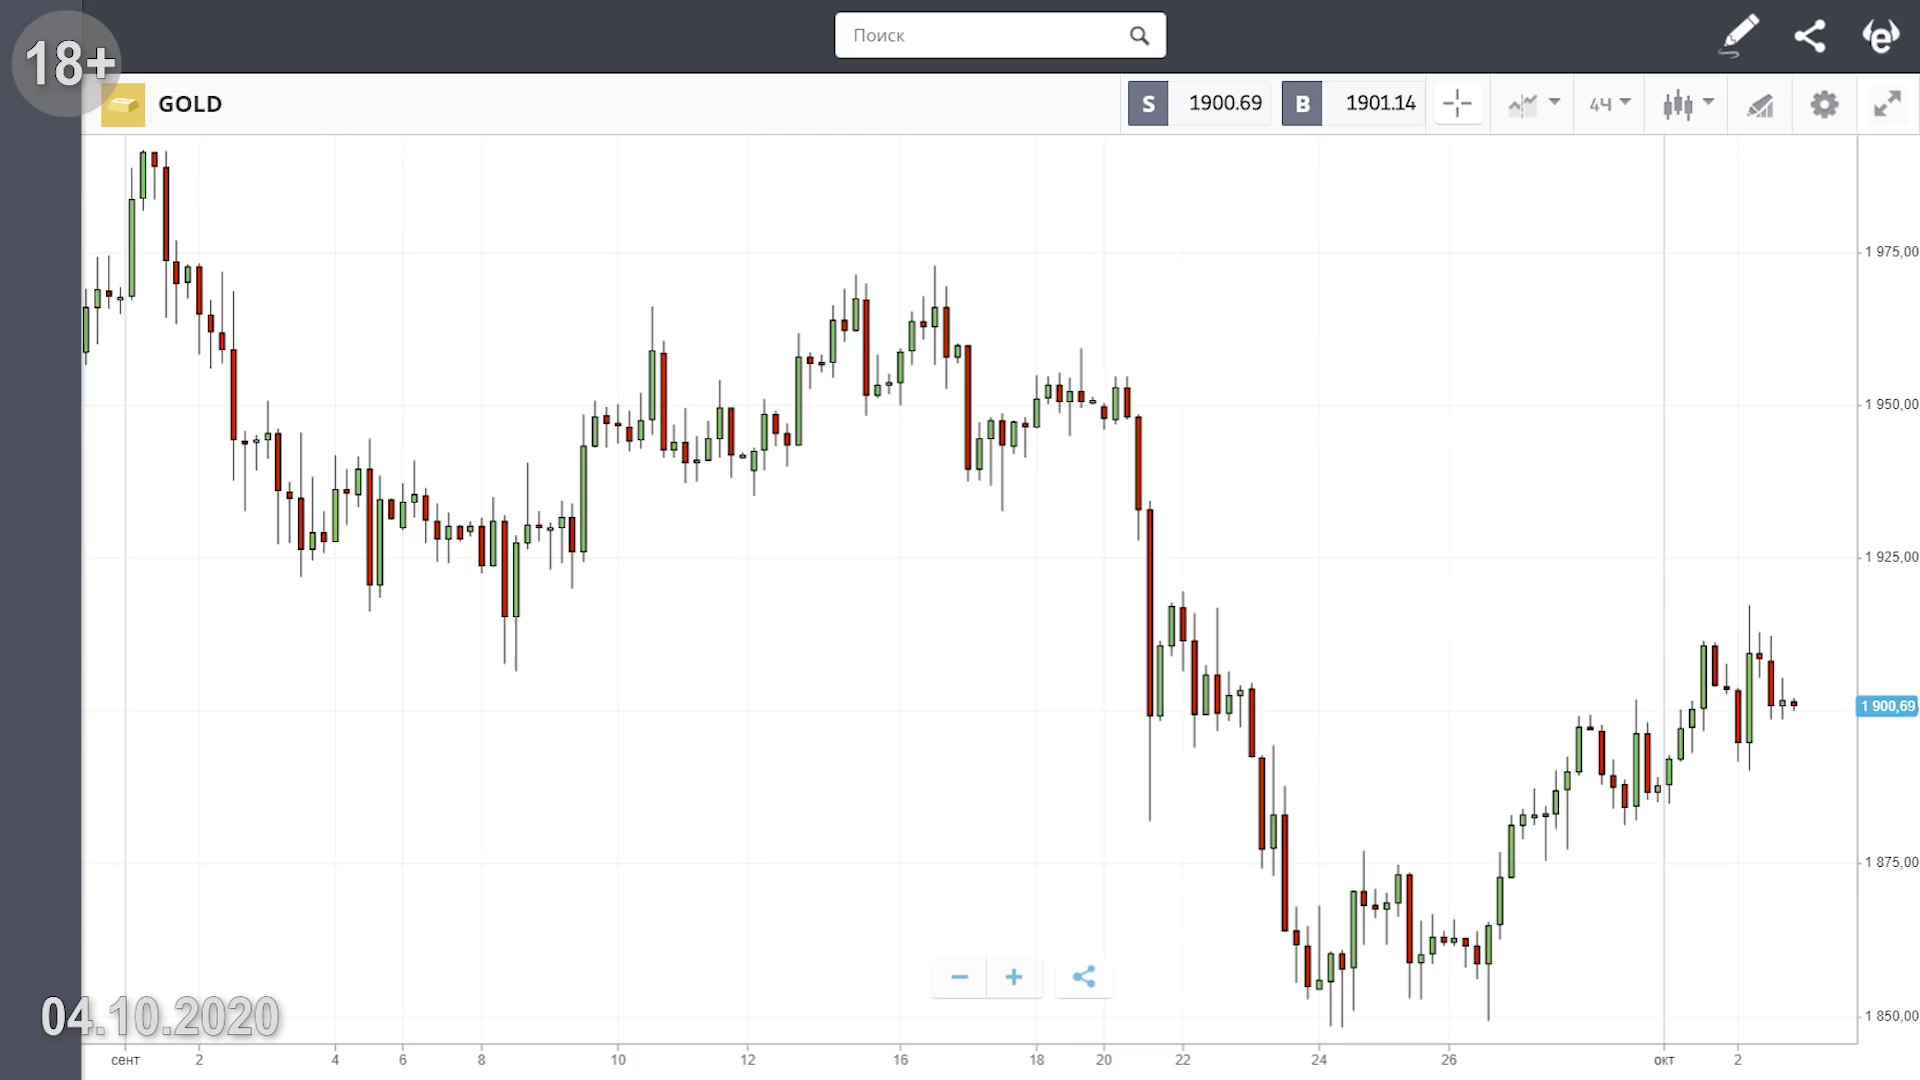 18+
Поиск
GOLD
S 1900.69 B 1901.14 4Ч
1 975,00
1 950,00
1 925,00
1 900,69
1 875,00
1 850,00
04.10.2020
сент 2 4 6 8 10 12 16 18 20 22 24 26 окт 2